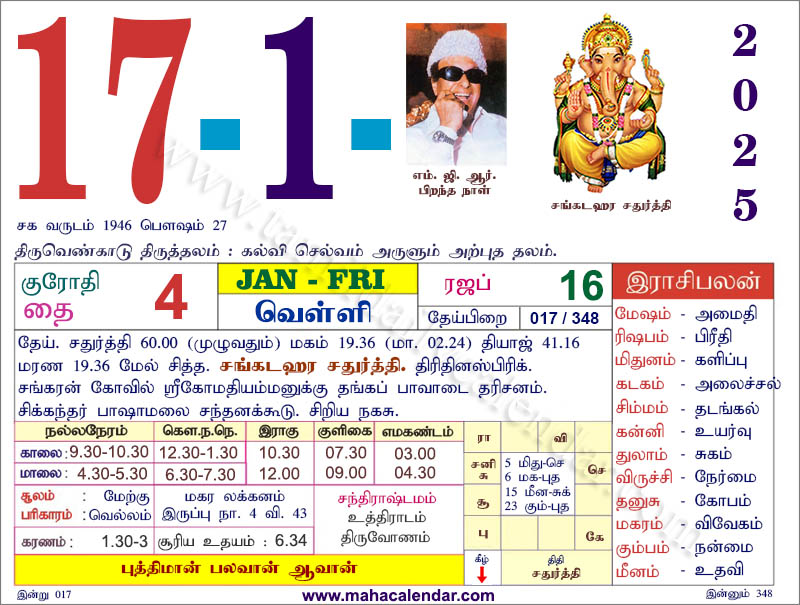 17-1-
2025
எம். ஜி. ஆர்.
பிறந்த நாள்
சங்கடஹர சதுர்த்தி
சக வருடம் 1946 பௌஷம் 27
திருவெண்காடு திருத்தலம் : கல்வி செல்வம் அருளும் அற்புத தலம்.
குரோதி
தை 4
JAN - FRI
வெள்ளி
ரஜப் 16
தேய்பிறை 017 / 348
தேய். சதுர்த்தி 60.00 (முழுவதும்) மகம் 19.36 (மா. 02.24) தியாஜ் 41.16
மரண 19.36 மேல் சித்த. சங்கடஹர சதுர்த்தி. திரிதினஸ்பிரிக்.
சங்கரன் கோவில் ஸ்ரீகோமதியம்மனுக்கு தங்கப் பாவாடை தரிசனம்.
சிக்கந்தர் பாஷாமலை சந்தனக்கூடு. சிறிய நகசு.
இராசிபலன்
மேஷம் - அமைதி
ரிஷபம் - பிரீதி
மிதுனம் - களிப்பு
கடகம் - அலைச்சல்
சிம்மம் - தடங்கல்
கன்னி - உயர்வு
துலாம் - சுகம்
விருச்சி - நேர்மை
தனுசு - கோபம்
மகரம் - விவேகம்
கும்பம் - நன்மை
மீனம் - உதவி
நல்லநேரம் கௌ.ந.நெ. இராகு குளிகை எமகண்டம்
காலை: 9.30-10.30 12.30-1.30 10.30 07.30 03.00
மாலை: 4.30-5.30 6.30-7.30 12.00 09.00 04.30
சூலம் : மேற்கு
பரிகாரம் : வெல்லம்
மகர லக்கனம்
இருப்பு நா. 4 வி. 43
சந்திராஷ்டமம்
உத்திராடம்
திருவோணம்
கரணம் : 1.30-3 சூரிய உதயம் : 6.34
ரா வி
சனி
சு
செ
சூ
பு கே
5 மிது-செ
6 மக-புத
15 மீன-சுக்
23 கும்-புத
கீழ்
திதி
சதுர்த்தி
புத்திமான் பலவான் ஆவான்
இன்று 017
www.mahacalendar.com
இன்னும் 348
www.tamildailycalendar.com